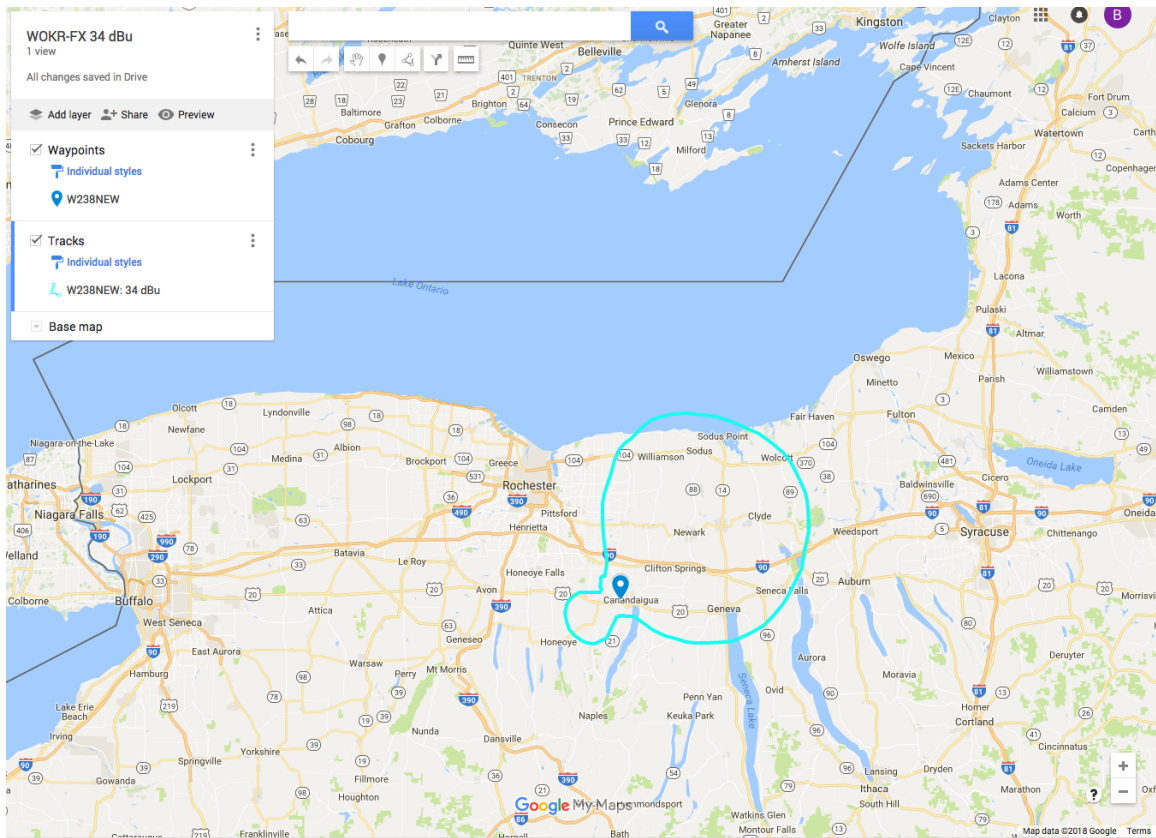 WOKR-FX 34 dBu
1 view
All changes saved in Drive
Add layer
Share
Preview
Waypoints
Individual styles
W238NEW
Tracks
Individual styles
W238NEW: 34 dBu
Base map
B
Greater
Napanee
Kingston
Clayton
Quinte West
Belleville
Wolfe Island
Amherst Island
Cape Vincent
TRENTON
Chaumont
Fort Drum
Baltimore
Brighton
Glenora
Calcium
Grafton
Colborne
Consecon
Prince Edward
Watertown
Cobourg
Milford
Sackets Harbor
Copenhagen
Adams Center
Adams
Worth
Lacona
Lake Ontario
Pulaski
Altmar
Oswego
Mexico
Minetto
Parish
Williamstown
Olcott
Lyndonville
Fair Haven
Fulton
Camden
Newfane
Niagara-on-the-Lake
Albion
Sodus Point
Medina
Brockport
Greece
Williamson
Sodus
Wolcott
Oneida Lake
Lockport
Rochester
Baldwinsville
Cicero
Niagara Falls
Pittsford
Clyde
Henrietta
Newark
Weedsport
Syracuse
Chittenango
Oneida
Welland
Batavia
Le Roy
Honeoye Falls
Clifton Springs
Colborne
Buffalo
Avon
Canandaigua
Seneca Falls
Auburn
Attica
Geneva
West Seneca
Geneseo
Honeoye
East Aurora
Warsaw
Mt Morris
Perry
Aurora
Deruyter
Hamburg
Moravia
Lake Erie
Beach
Penn Yan
Ovid
Homer
Cortland
Naples
Keuka Park
Seneca Lake
Irving
Nunda
Dansville
Yorkshire
Springville
Cincinnatus
Gowanda
Fillmore
Houghton
Lansing
Dryden
Marathon
Ithaca
South Hill
Google My Maps
Watkins Glen
Montour Falls
Franklinville
Bath
Map data ©2018 Google
Terms